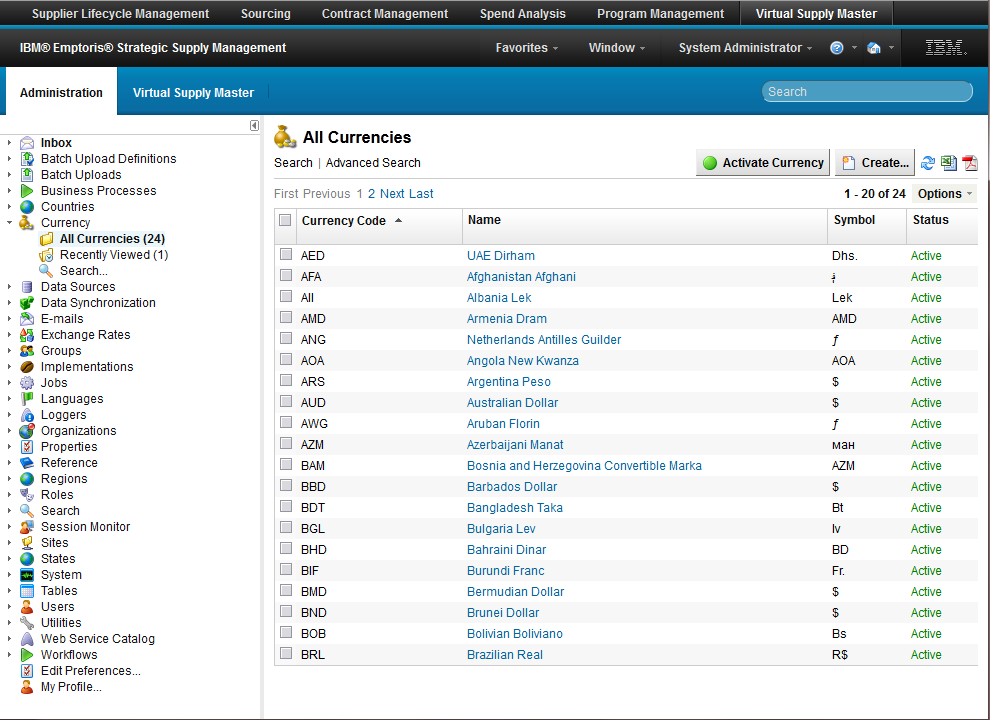 Supplier Lifecycle Management Sourcing Contract Management Spend Analysis Program Management Virtual Supply Master
IBM® Emptoris® Strategic Supply Management Favorites Window System Administrator IBM.
Administration Virtual Supply Master Search
Inbox
Batch Upload Definitions
Batch Uploads
Business Processes
Countries
Currency
All Currencies (24)
Recently Viewed (1)
Search...
Data Sources
Data Synchronization
E-mails
Exchange Rates
Groups
Implementations
Jobs
Languages
Loggers
Organizations
Properties
Reference
Regions
Roles
Search
Session Monitor
Sites
States
System
Tables
Users
Utilities
Web Service Catalog
Workflows
Edit Preferences...
My Profile...
All Currencies
Search | Advanced Search Activate Currency Create...
First Previous 1 2 Next Last 1 - 20 of 24 Options
Currency Code Name Symbol Status
AED UAE Dirham Dhs. Active
AFA Afghanistan Afghani Active
All Albania Lek Lek Active
AMD Armenia Dram AMD Active
ANG Netherlands Antilles Guilder ƒ Active
AOA Angola New Kwanza AOA Active
ARS Argentina Peso $ Active
AUD Australian Dollar $ Active
AWG Aruban Florin ƒ Active
AZM Azerbaijani Manat ман Active
BAM Bosnia and Herzegovina Convertible Marka AZM Active
BBD Barbados Dollar $ Active
BDT Bangladesh Taka Bt Active
BGL Bulgaria Lev lv Active
BHD Bahraini Dinar BD Active
BIF Burundi Franc Fr. Active
BMD Bermudian Dollar $ Active
BND Brunei Dollar $ Active
BOB Bolivian Boliviano Bs Active
BRL Brazilian Real R$ Active